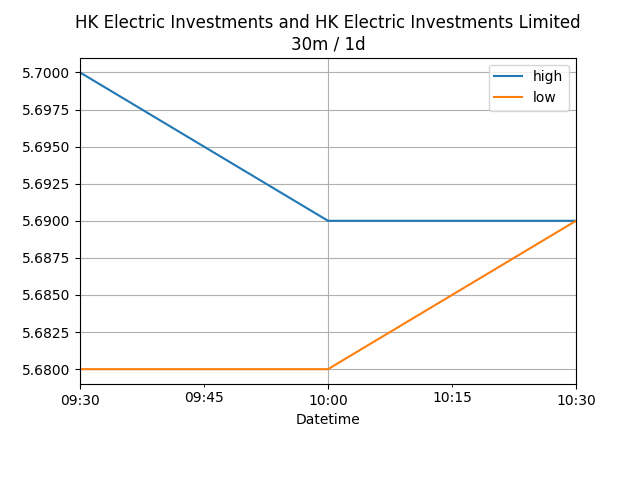 HK Electric Investments and HK Electric Investments Limited
30m / 1d
high
low
5.7000
5.6975
5.6950
5.6925
5.6900
5.6875
5.6850
5.6825
5.6800
09:30
09:45
10:00
10:15
10:30
Datetime